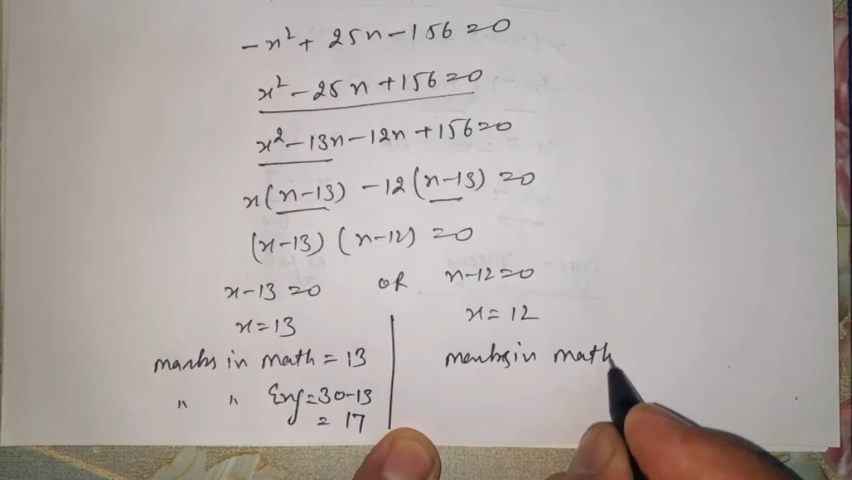 -x² + 25x - 156 = 0
x² - 25x + 156 = 0
x² - 13x - 12x + 156 = 0
x(x-13) - 12(x-13) = 0
(x-13) (x-12) = 0
x-13 = 0 or x-12 = 0
x = 13 x = 12
marks in math = 13 marks in math
" " Eng = 30-13
= 17